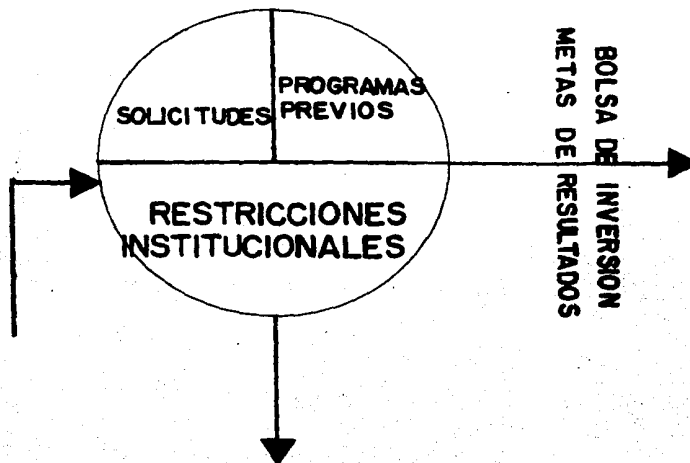 SOLICITUDES
PROGRAMAS
PREVIOS
RESTRICCIONES
INSTITUCIONALES
BOLSA DE INVERSION
METAS DE RESULTADOS